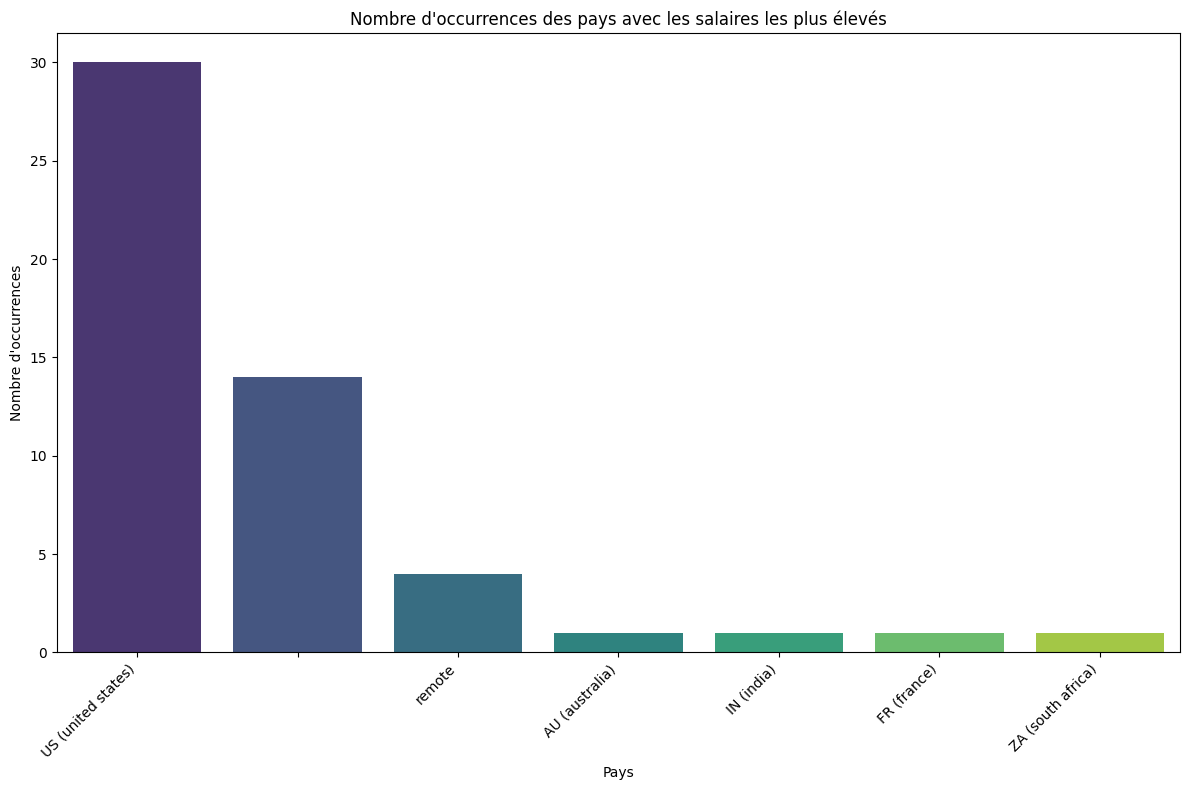 Nombre d'occurrences des pays avec les salaires les plus élevés
Nombre d'occurrences
30
25
20
15
10
5
0
US (united states)
remote
AU (australia)
IN (india)
FR (france)
ZA (south africa)
Pays